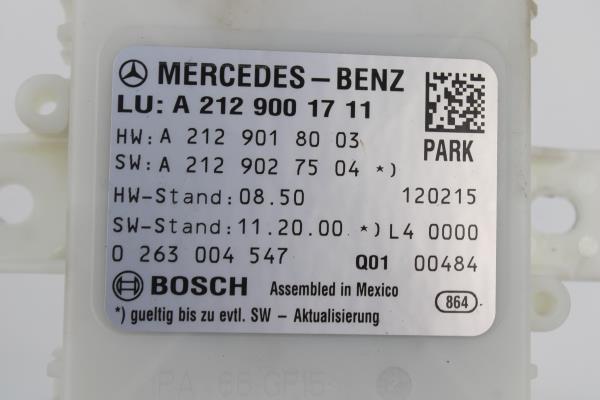 MERCEDES-BENZ
LU: A 212 900 17 11
HW: A 212 901 80 03
PARK
SW: A 212 902 75 04 *)
HW-Stand: 08.50 120215
SW-Stand: 11.20.00 *) L4 0000
0 263 004 547 Q01 00484
BOSCH Assembled in Mexico 864
*) gueltig bis zu evtl. SW - Aktualisierung